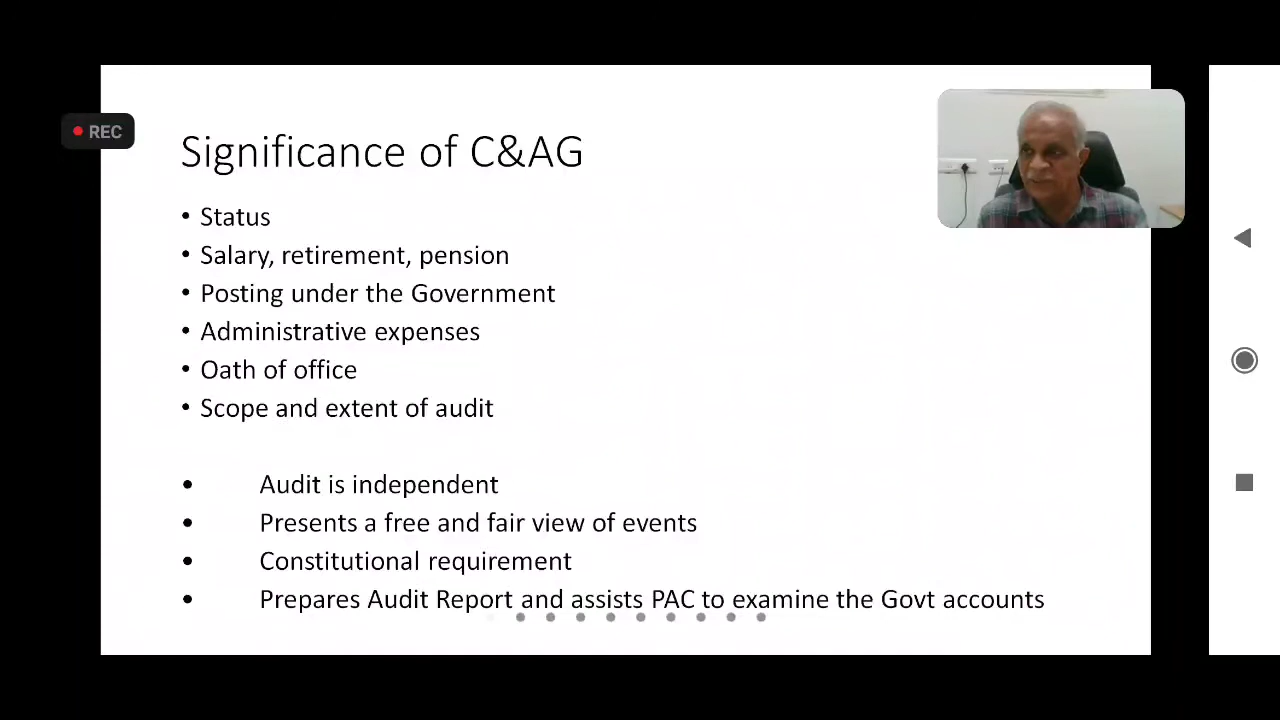 REC
Significance of C&AG
• Status
• Salary, retirement, pension
• Posting under the Government
• Administrative expenses
• Oath of office
• Scope and extent of audit
• Audit is independent
• Presents a free and fair view of events
• Constitutional requirement
• Prepares Audit Report and assists PAC to examine the Govt accounts